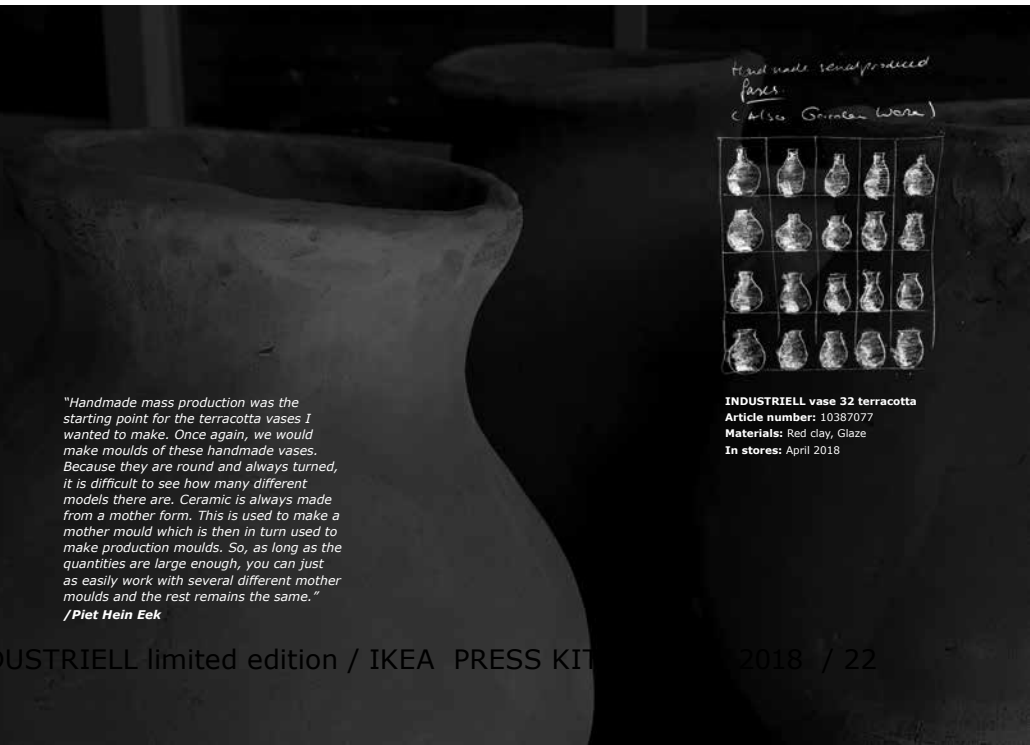 Handmade serial produced
Vases.
(Also Garden Ware)
“Handmade mass production was the
starting point for the terracotta vases I
wanted to make. Once again, we would
make moulds of these handmade vases.
Because they are round and always turned,
it is difficult to see how many different
models there are. Ceramic is always made
from a mother form. This is used to make a
mother mould which is then in turn used to
make production moulds. So, as long as the
quantities are large enough, you can just
as easily work with several different mother
moulds and the rest remains the same.”
/Piet Hein Eek
INDUSTRIELL vase 32 terracotta
Article number: 10387077
Materials: Red clay, Glaze
In stores: April 2018
DUSTRIELL limited edition / IKEA PRESS KIT 2018 / 22